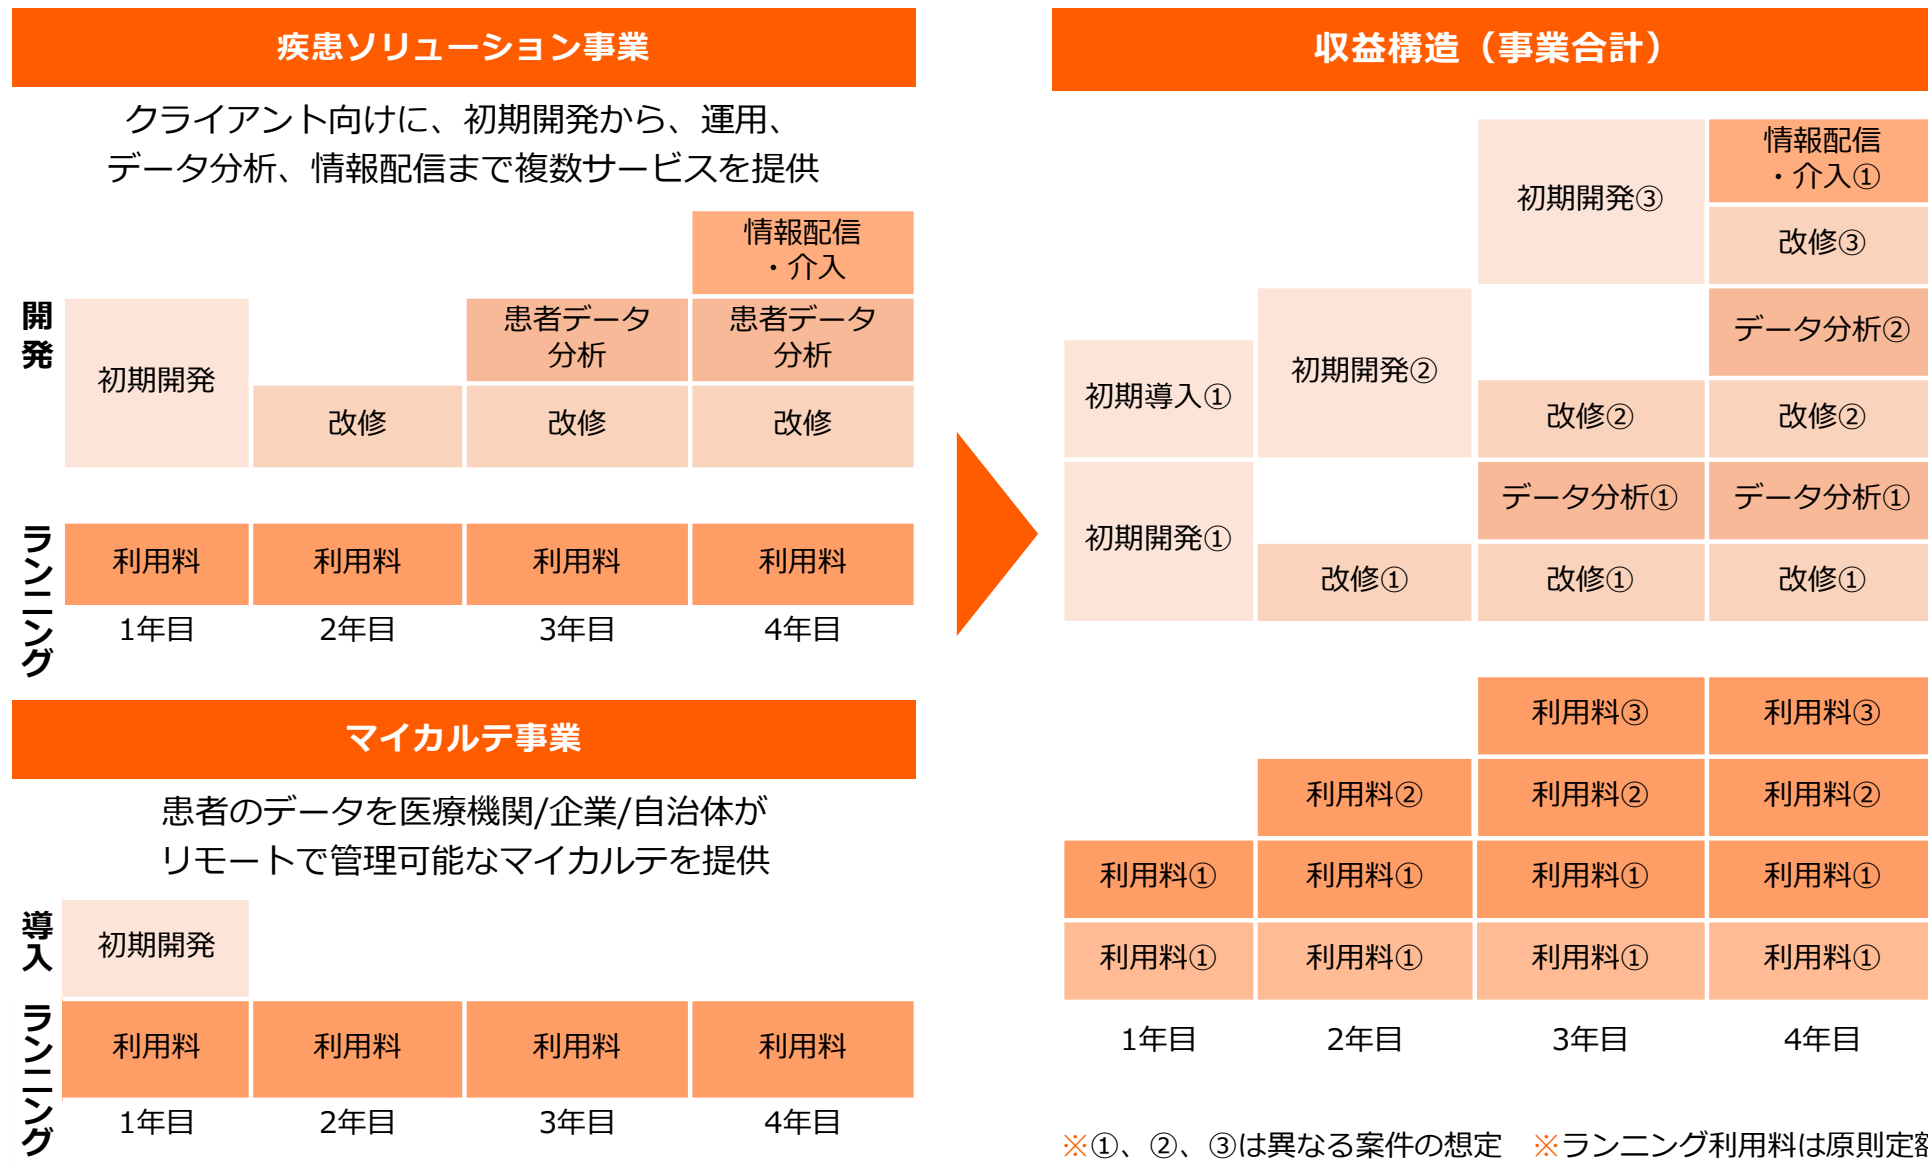 疾患ソリューション事業
クライアント向けに、初期開発から、運用、
データ分析、情報配信まで複数サービスを提供
開発
情報配信
・介入
初期開発
患者データ
分析
患者データ
分析
改修
改修
改修
ランニング
利用料
利用料
利用料
利用料
1年目
2年目
3年目
4年目
マイカルテ事業
患者のデータを医療機関/企業/自治体が
リモートで管理可能なマイカルテを提供
導入
初期開発
ランニング
利用料
利用料
利用料
利用料
1年目
2年目
3年目
4年目
収益構造（事業合計）
初期開発③
情報配信
・介入①
改修③
初期導入①
初期開発②
データ分析②
改修②
改修②
初期開発①
データ分析①
データ分析①
改修①
改修①
改修①
利用料③
利用料③
利用料②
利用料②
利用料②
利用料①
利用料①
利用料①
利用料①
利用料①
利用料①
利用料①
利用料①
1年目
2年目
3年目
4年目
※①、②、③は異なる案件の想定 ※ランニング利用料は原則定